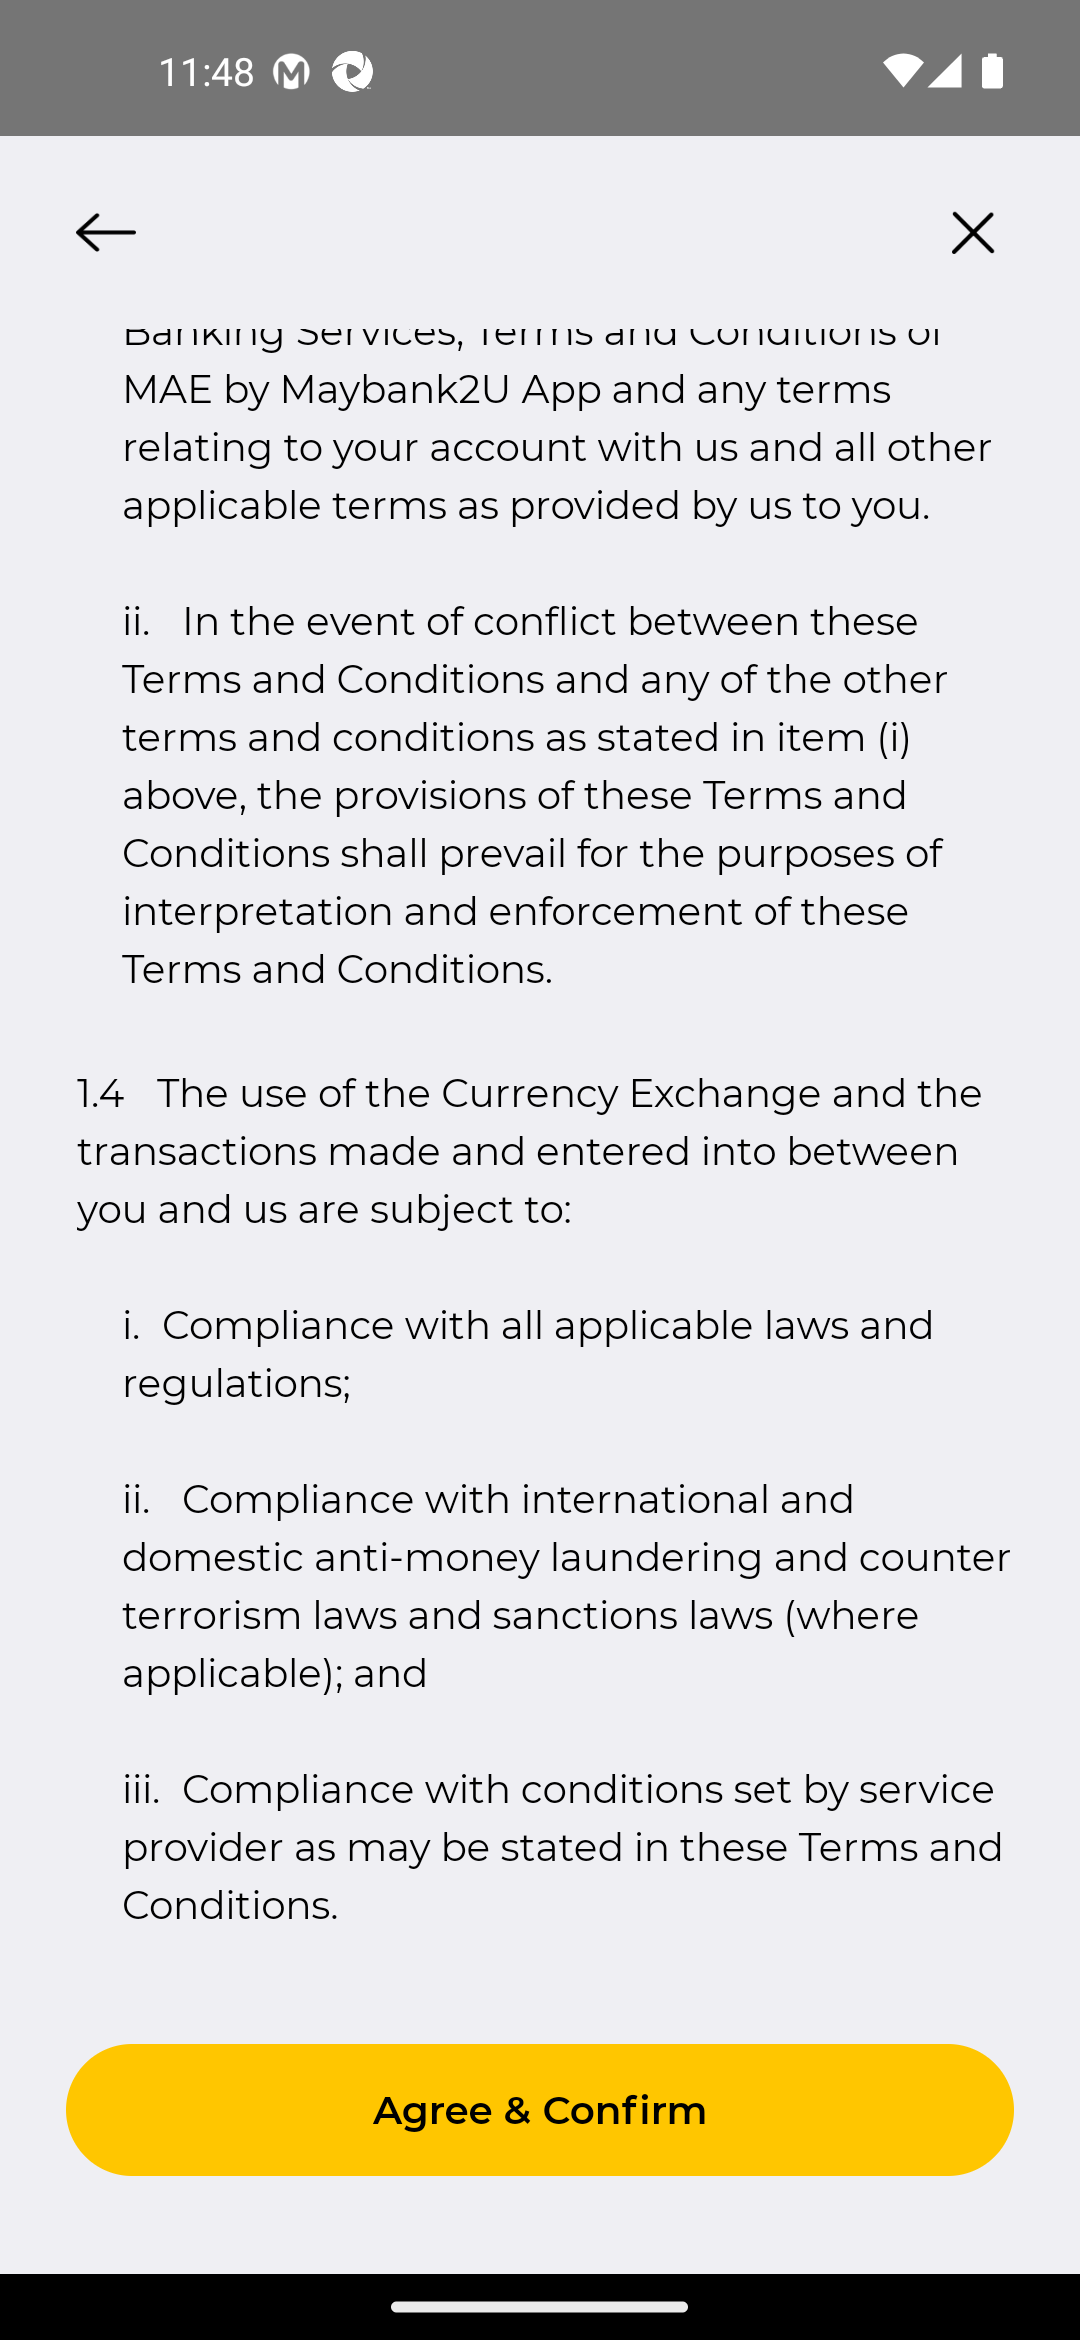 11:48
Banking Services, Terms and Conditions of
MAE by Maybank2U App and any terms
relating to your account with us and all other
applicable terms as provided by us to you.
ii. In the event of conflict between these
Terms and Conditions and any of the other
terms and conditions as stated in item (i)
above, the provisions of these Terms and
Conditions shall prevail for the purposes of
interpretation and enforcement of these
Terms and Conditions.
1.4 The use of the Currency Exchange and the
transactions made and entered into between
you and us are subject to:
i. Compliance with all applicable laws and
regulations;
ii. Compliance with international and
domestic anti-money laundering and counter
terrorism laws and sanctions laws (where
applicable); and
iii. Compliance with conditions set by service
provider as may be stated in these Terms and
Conditions.
Agree & Confirm